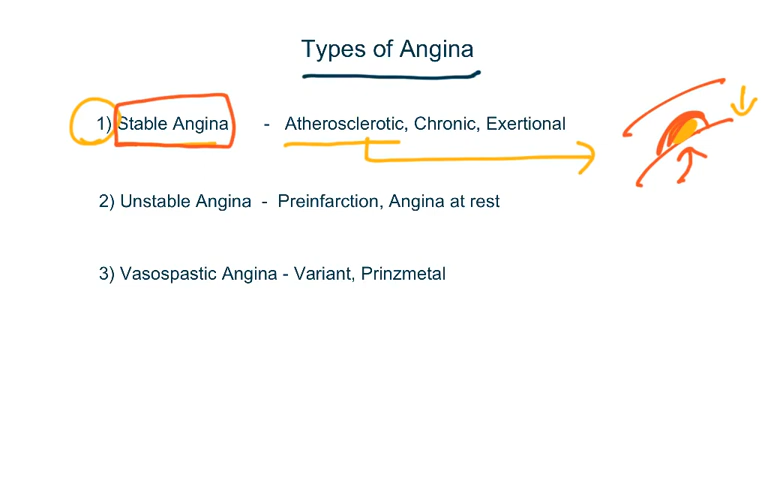 Types of Angina
1) Stable Angina - Atherosclerotic, Chronic, Exertional
2) Unstable Angina - Preinfarction, Angina at rest
3) Vasospastic Angina - Variant, Prinzmetal